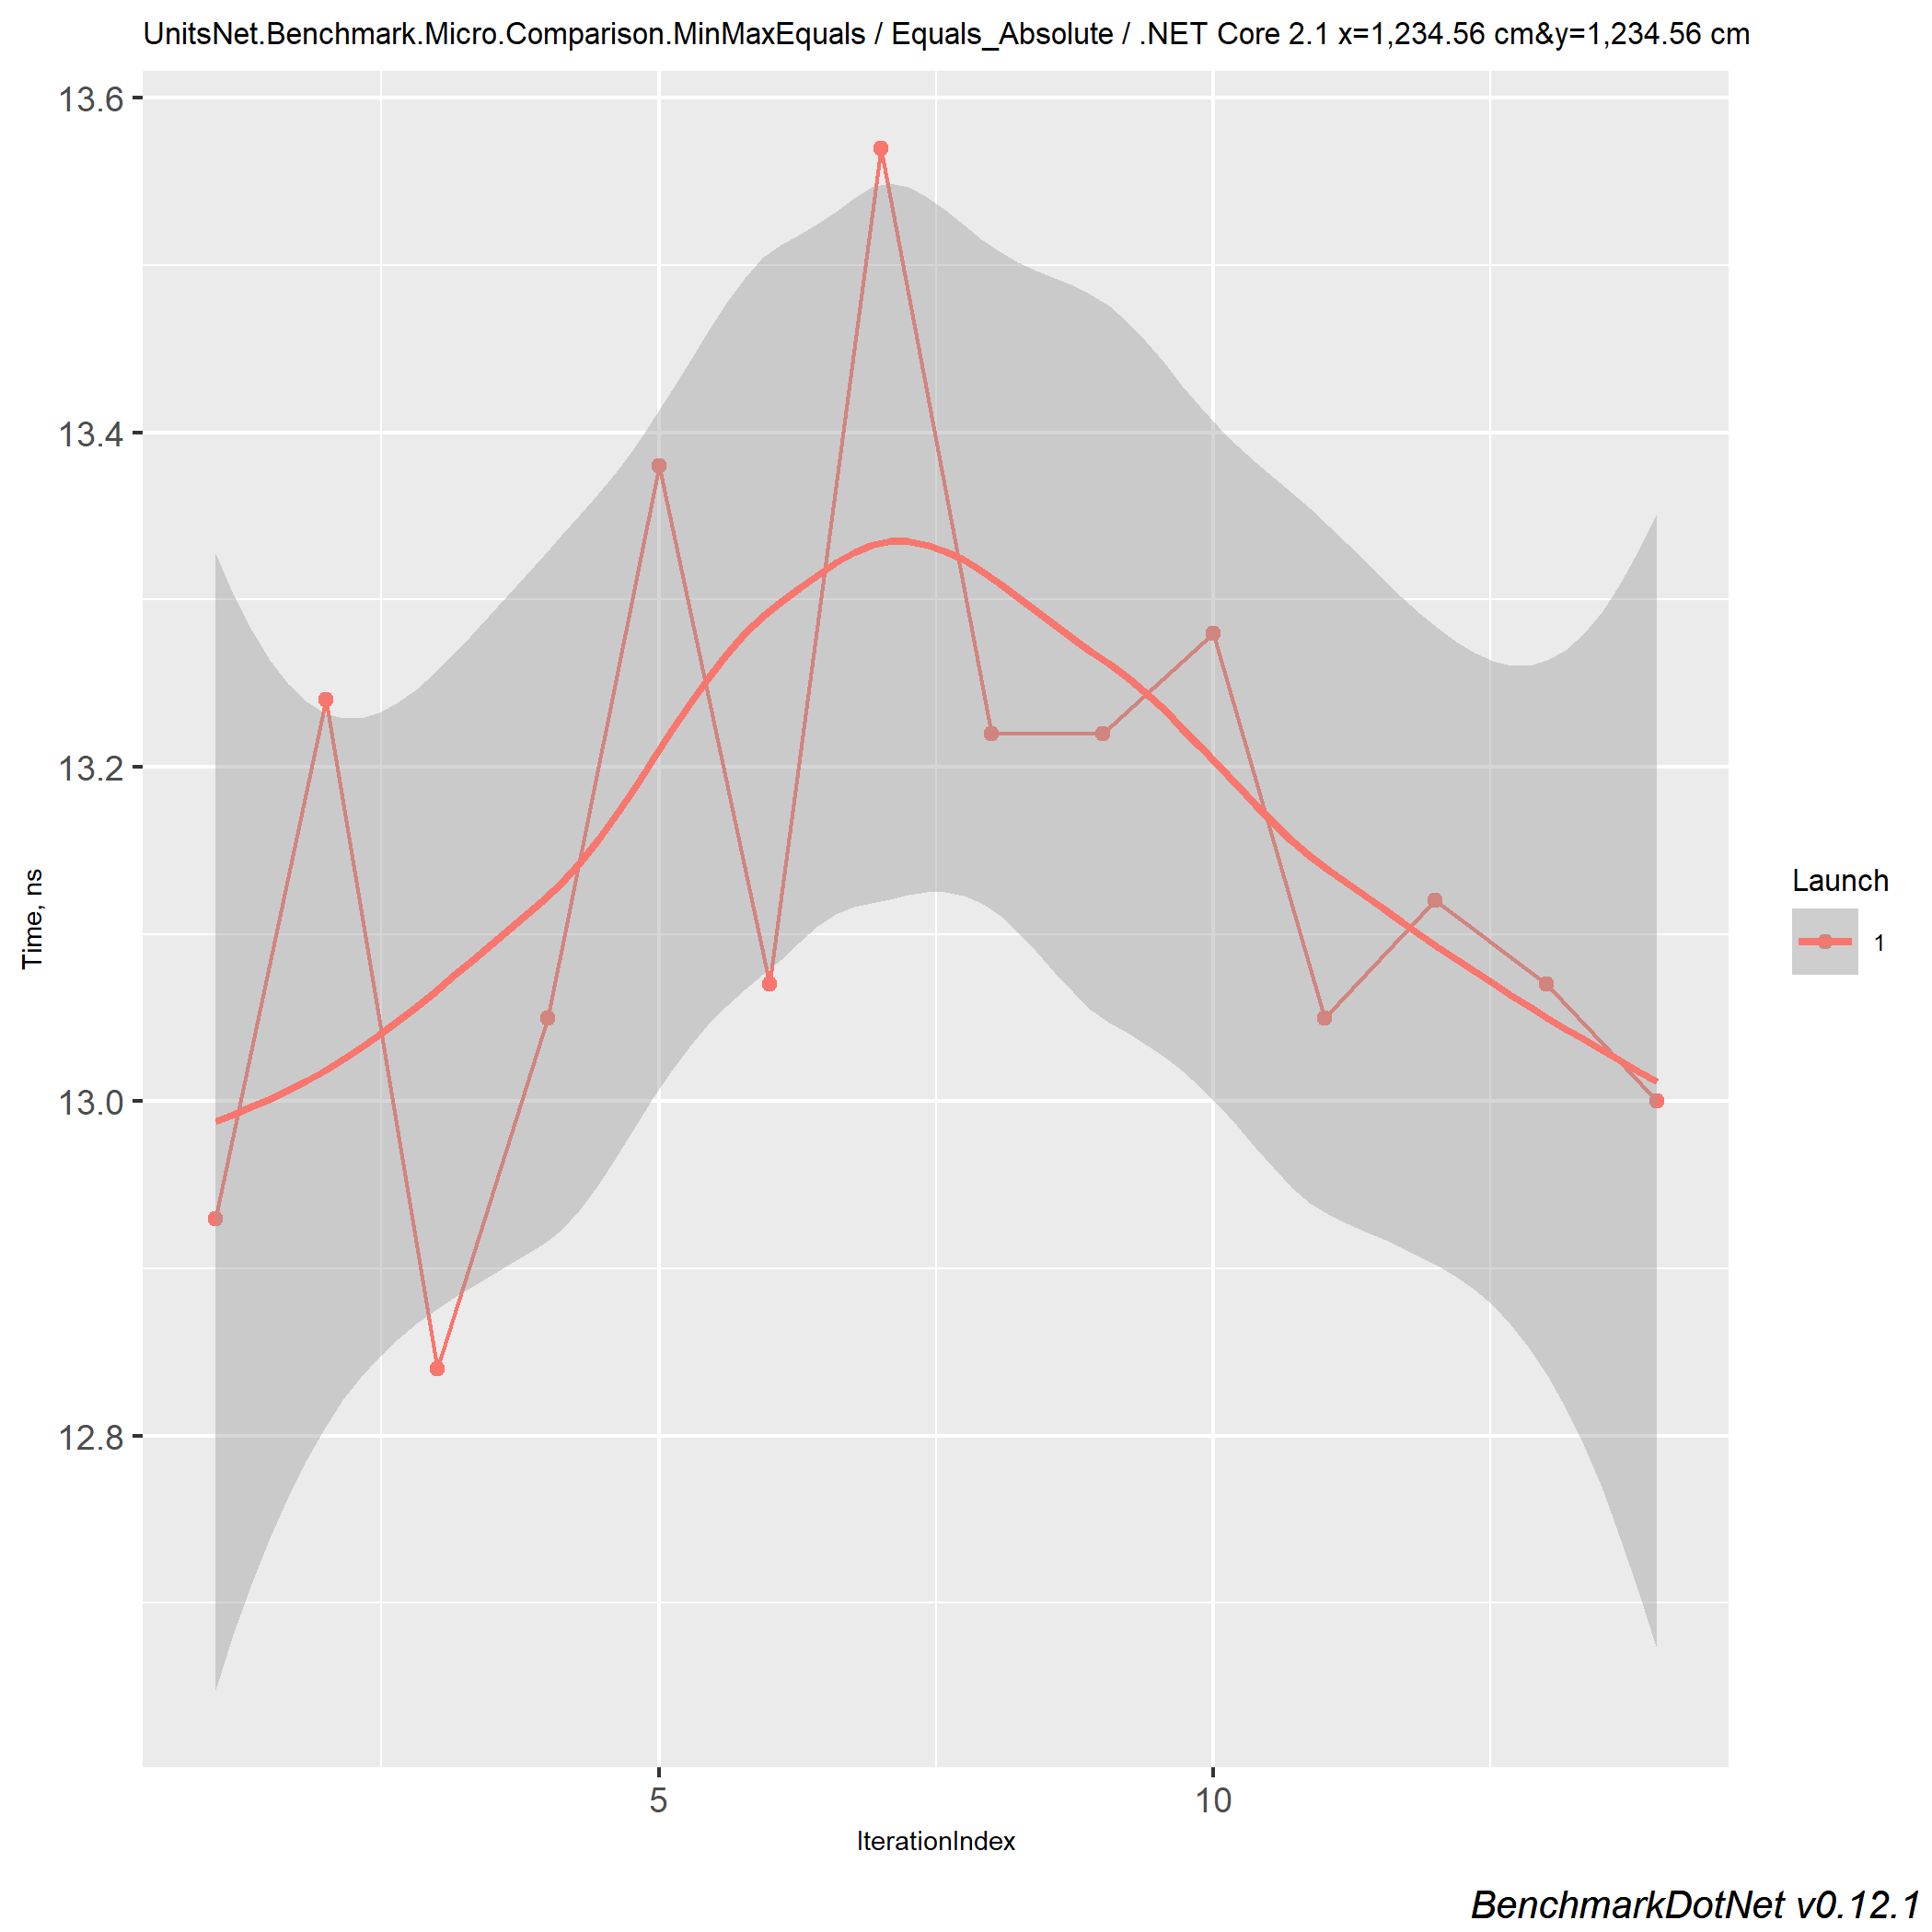 UnitsNet.Benchmark.Micro.Comparison.MinMaxEquals / Equals_Absolute / .NET Core 2.1 x=1,234.56 cm&y=1,234.56 cm
13.6
13.4
13.2
13.0
12.8
Time, ns
5
10
IterationIndex
Launch
1
BenchmarkDotNet v0.12.1